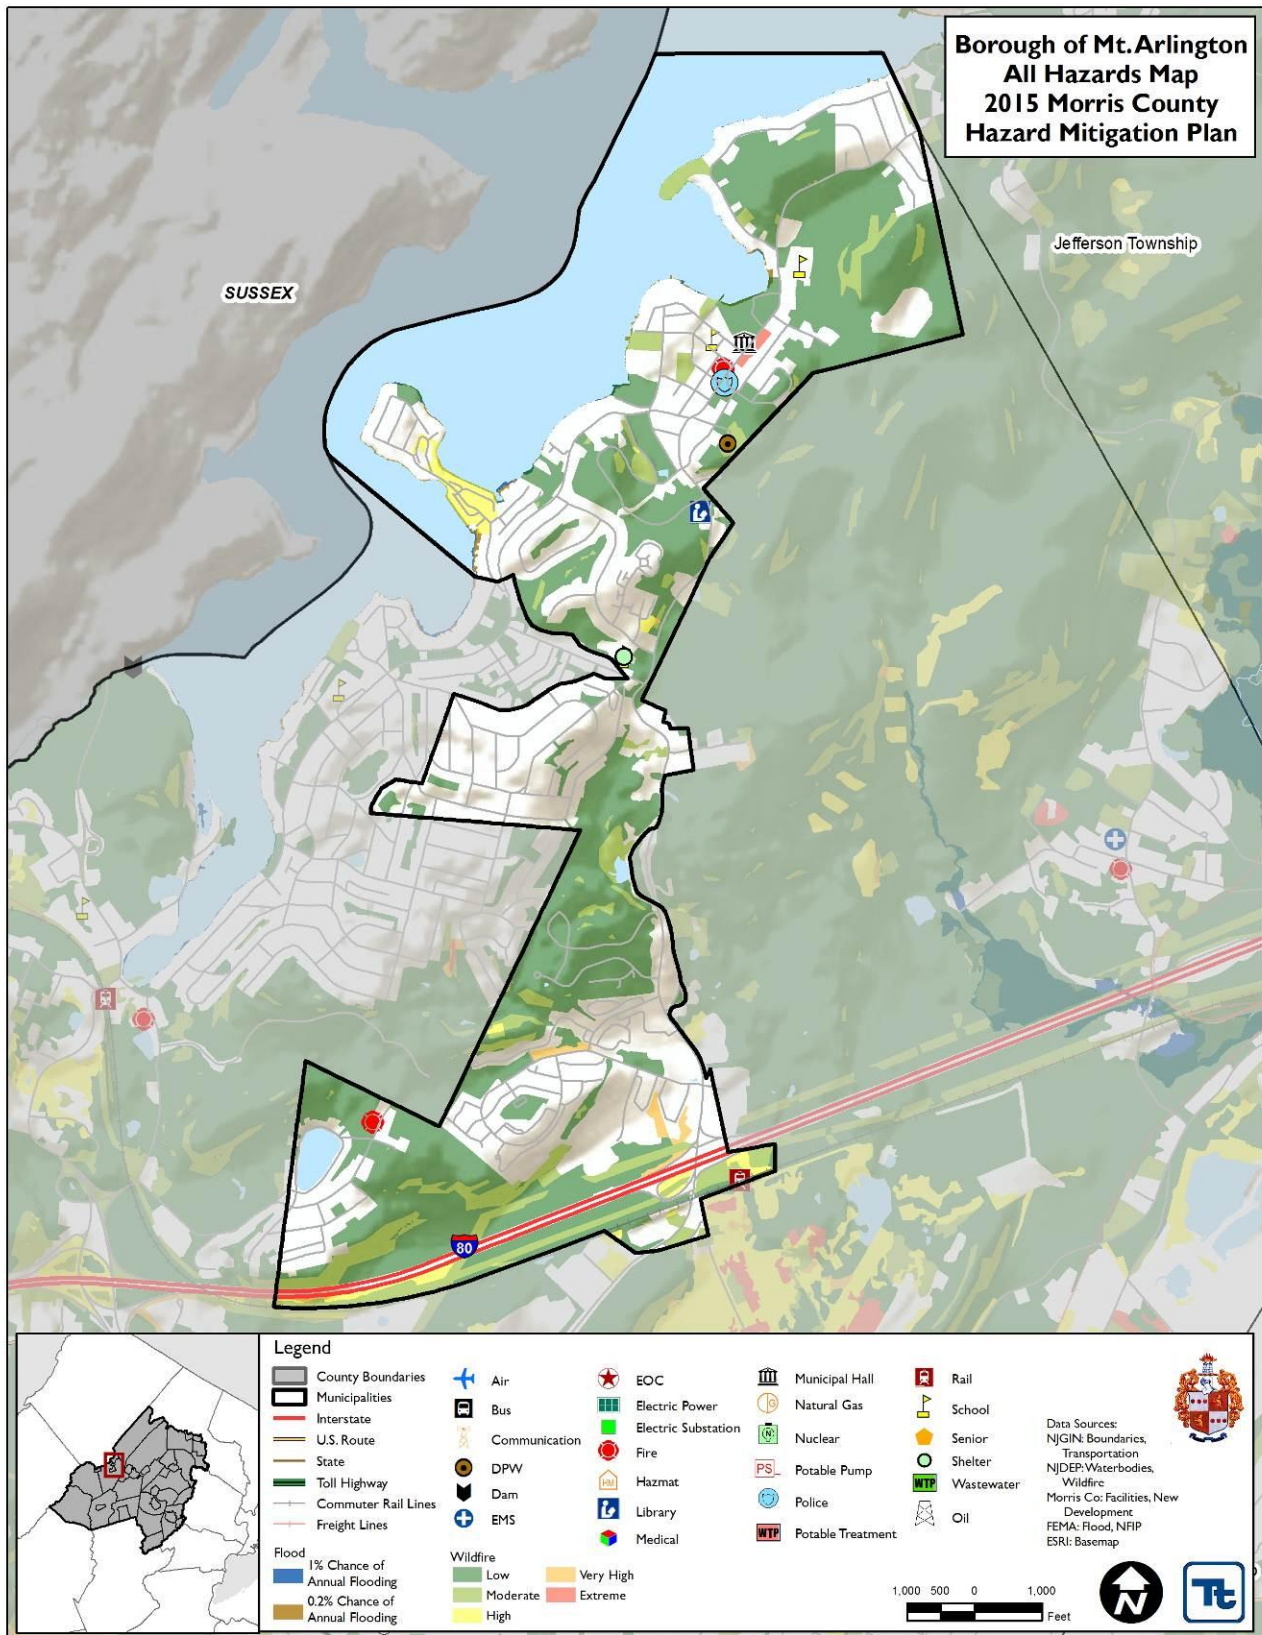 Borough of Mt. Arlington
All Hazards Map
2015 Morris County
Hazard Mitigation Plan
Jefferson Township
SUSSEX
80
Legend
County Boundaries
Municipalities
Interstate
U.S. Route
State
Toll Highway
Commuter Rail Lines
Freight Lines
Flood
1% Chance of
Annual Flooding
0.2% Chance of
Annual Flooding
Air
Bus
Communication
DPW
Dam
EMS
Wildfire
Low
Moderate
High
Very High
Extreme
EOC
Electric Power
Electric Substation
Fire
HM Hazmat
Library
Medical
Municipal Hall
G Natural Gas
N Nuclear
PS Potable Pump
Police
WTP Potable Treatment
Rail
School
Senior
Shelter
WTP Wastewater
Oil
Data Sources:
NJGIN: Boundaries,
Transportation
NJDEP: Waterbodies,
Wildfire
Morris Co: Facilities, New
Development
FEMA: Flood, NFIP
ESRI: Basemap
1,000 500 0 1,000
Feet
N
Tt